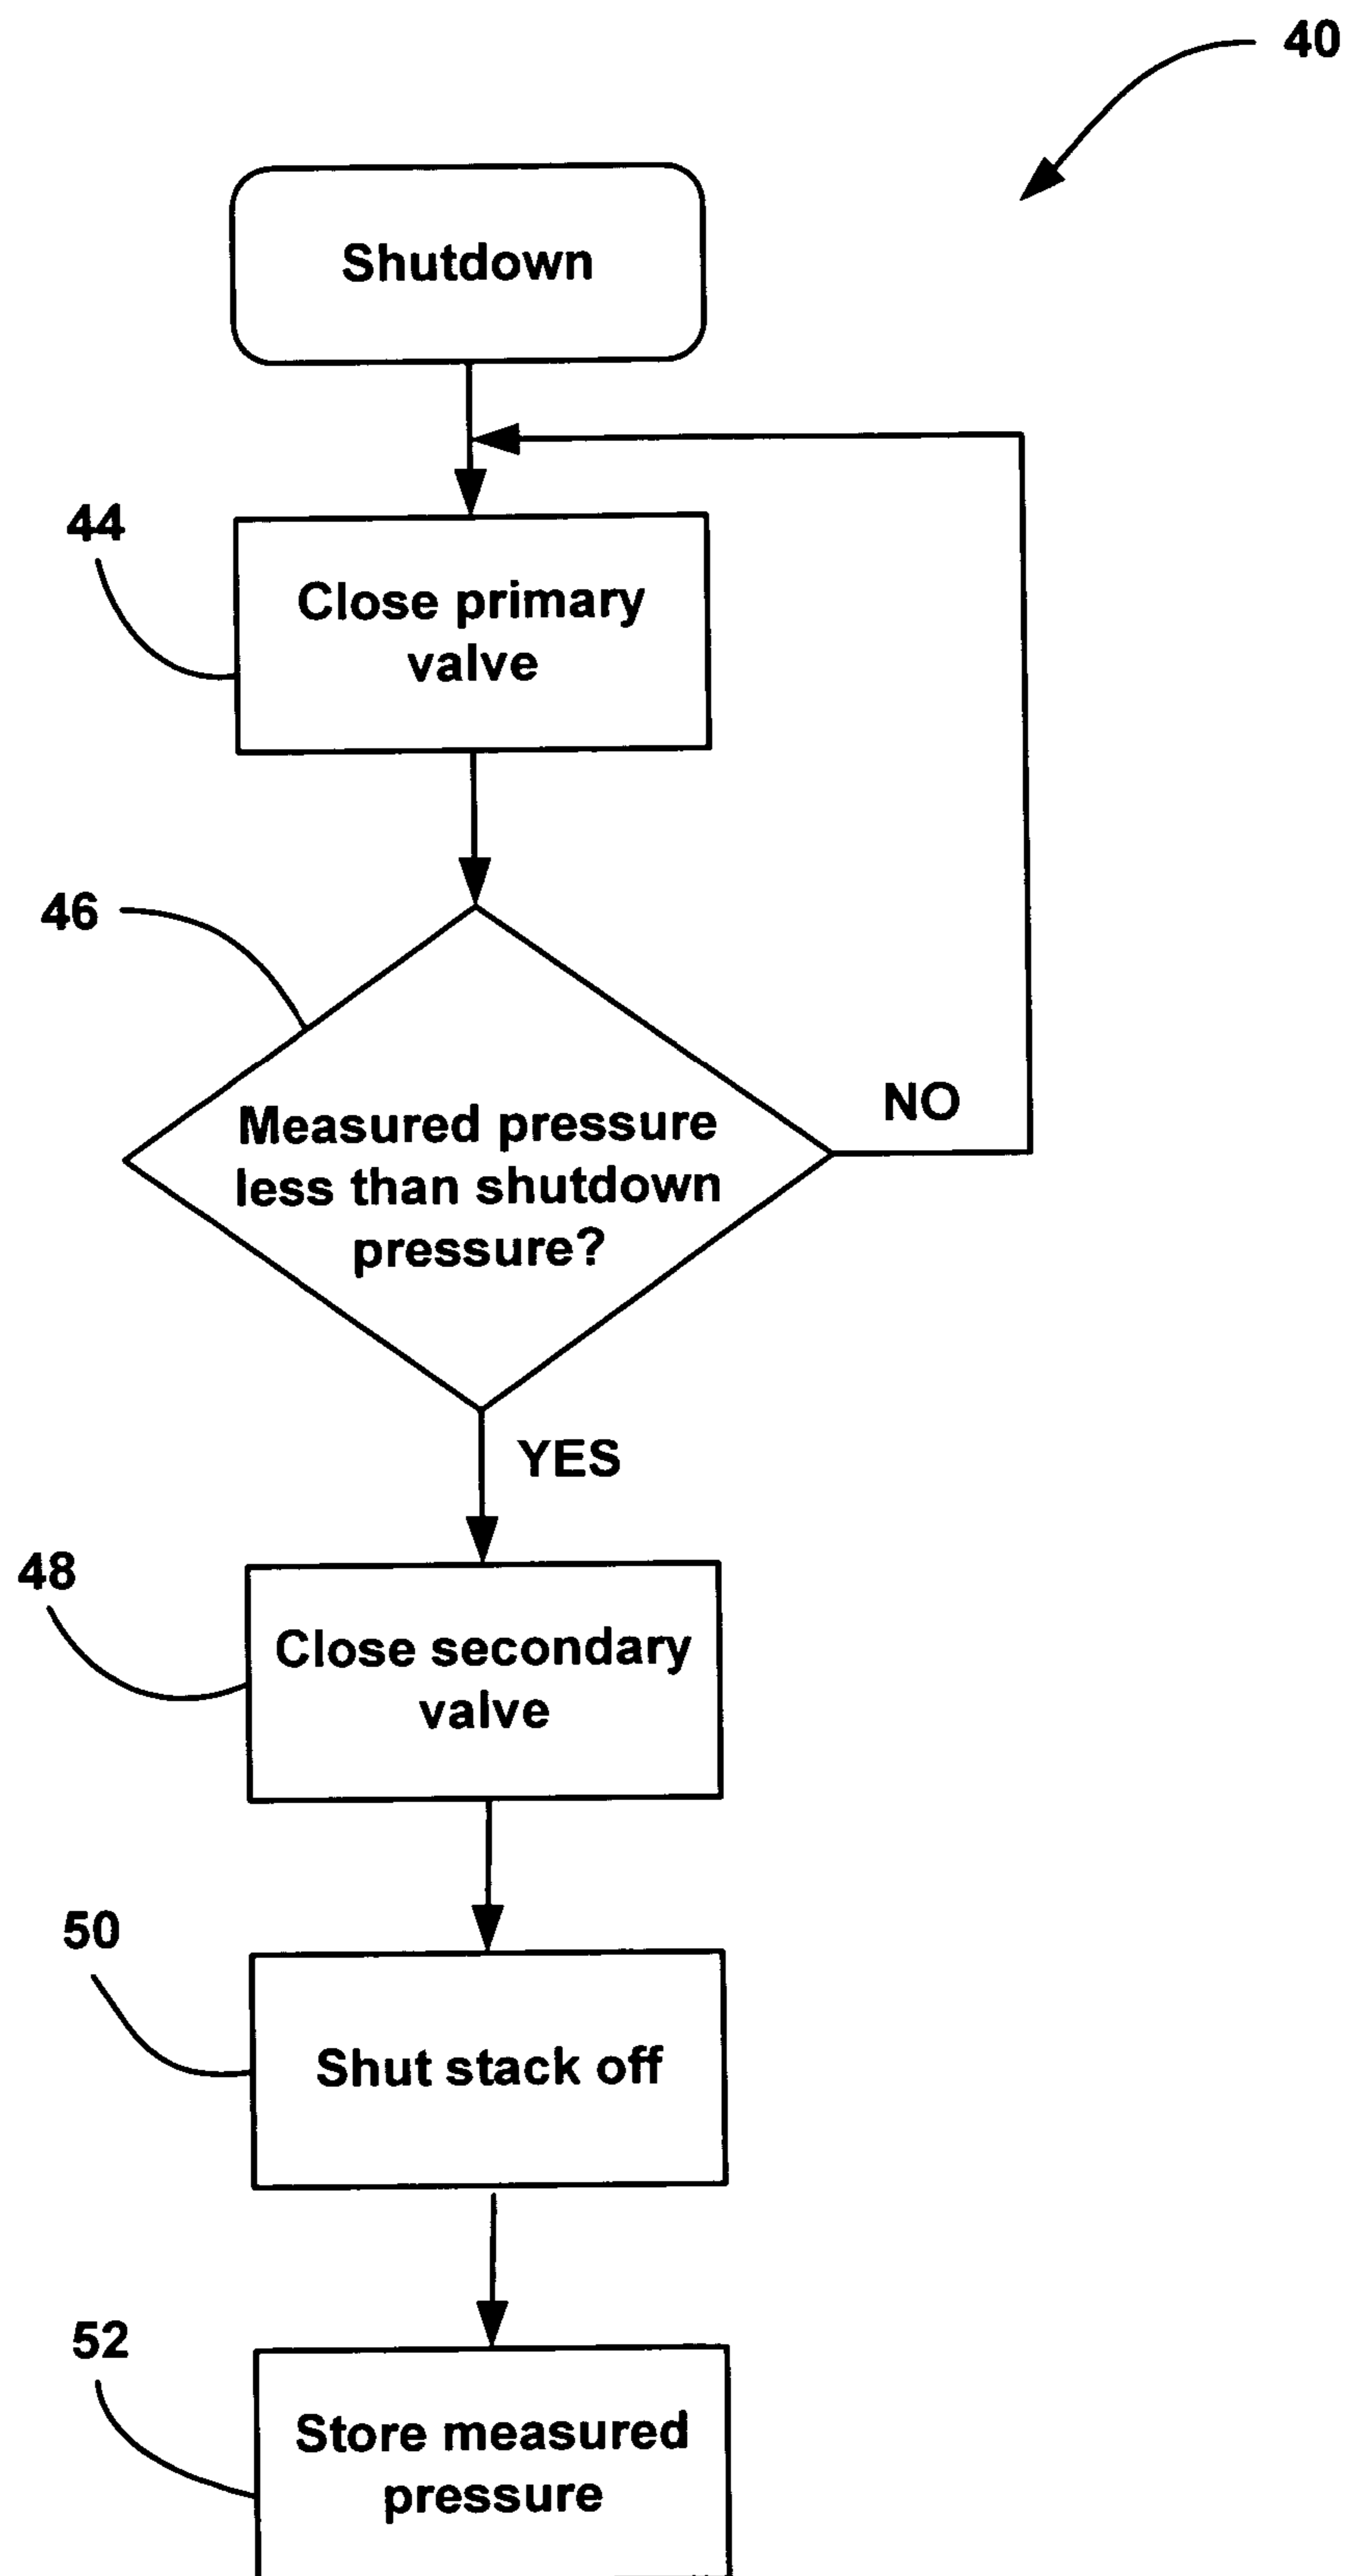 40
Shutdown
44
Close primary
valve
46
Measured pressure
less than shutdown
pressure?
NO
YES
48
Close secondary
valve
50
Shut stack off
52
Store measured
pressure